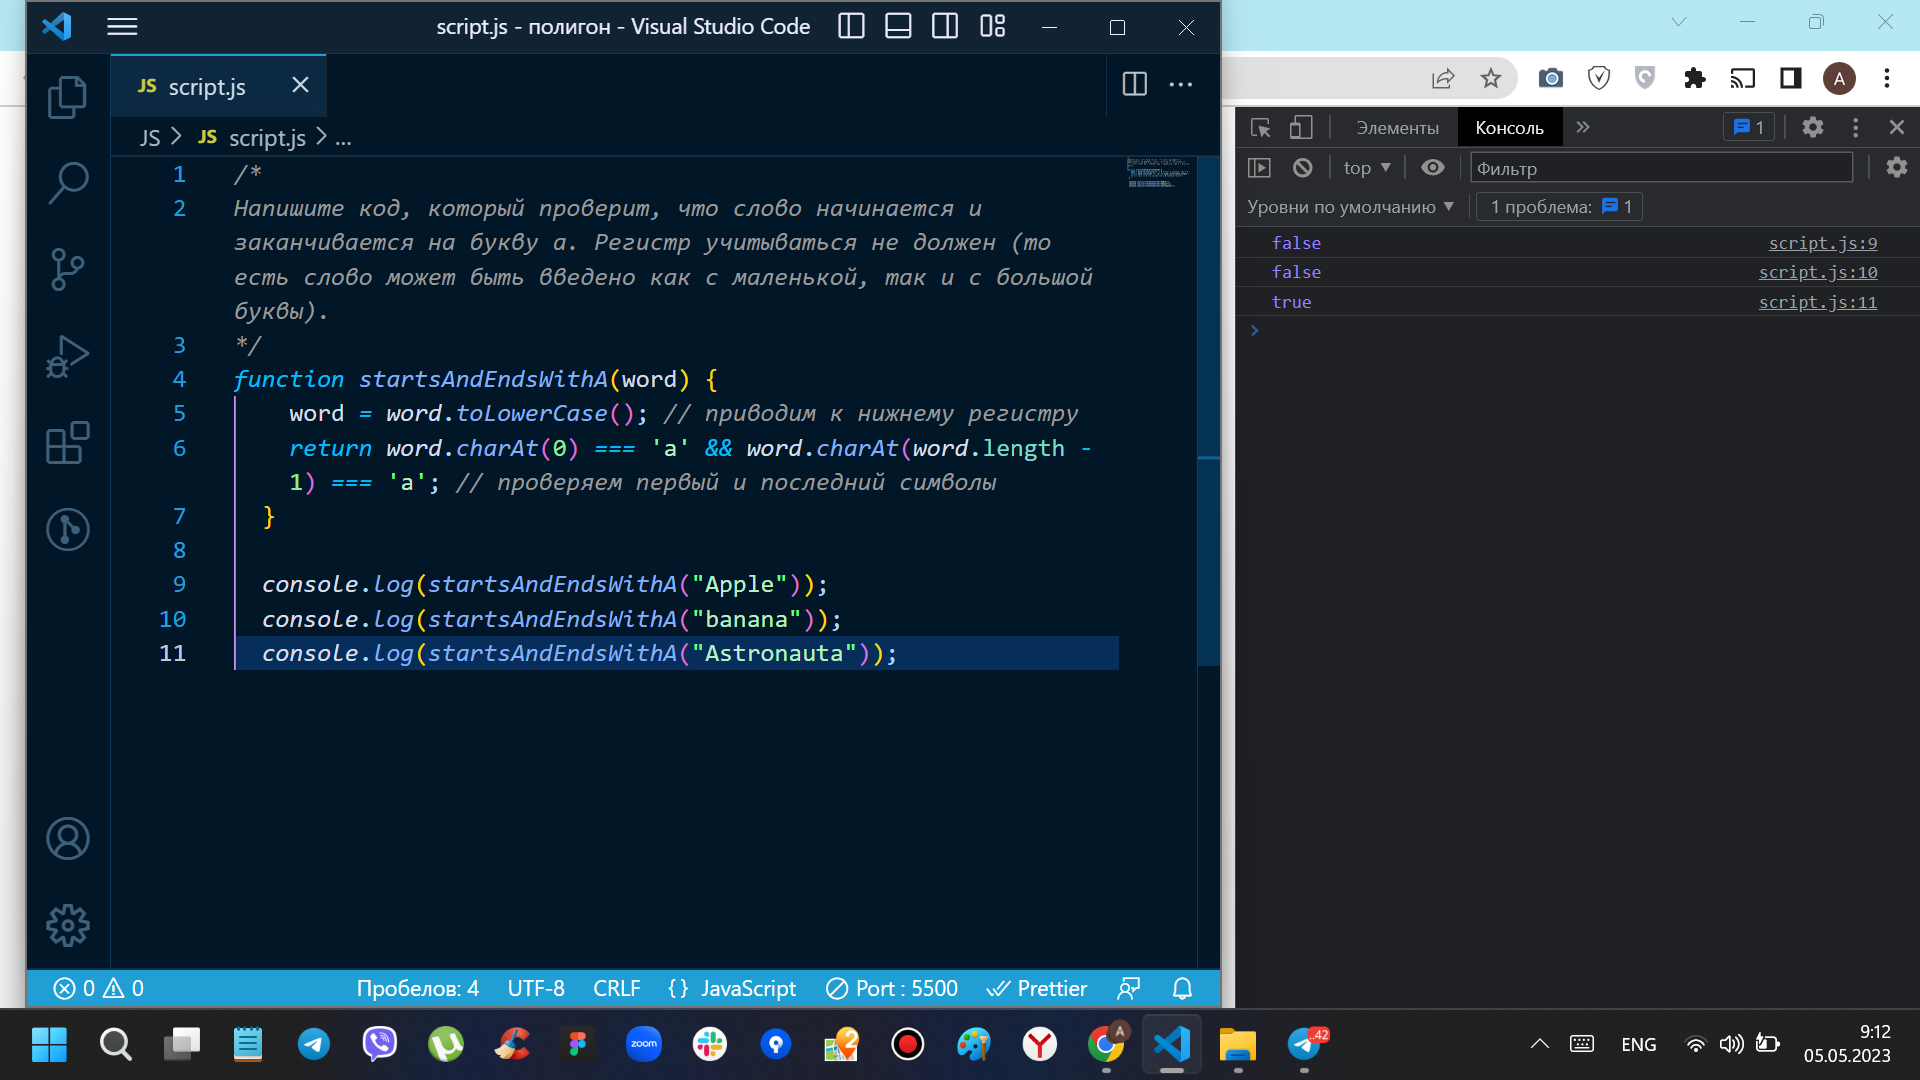 script.js - полигон - Visual Studio Code
JS script.js
JS > JS script.js > ...
1 /*
2 Напишите код, который проверит, что слово начинается и
заканчивается на букву а. Регистр учитываться не должен (то
есть слово может быть введено как с маленькой, так и с большой
буквы).
3 */
4 function startsAndEndsWithA(word) {
5 word = word.toLowerCase(); // приводим к нижнему регистру
6 return word.charAt(0) === 'a' && word.charAt(word.length -
1) === 'a'; // проверяем первый и последний символы
7 }
8
9 console.log(startsAndEndsWithA("Apple"));
10 console.log(startsAndEndsWithA("banana"));
11 console.log(startsAndEndsWithA("Astronauta"));
0 0 Пробелов: 4 UTF-8 CRLF {} JavaScript Port : 5500 Prettier
A
Элементы Консоль 1
top Фильтр
Уровни по умолчанию 1 проблема: 1
false script.js:9
false script.js:10
true script.js:11
zoom 2 A 42 ENG 9:12
05.05.2023